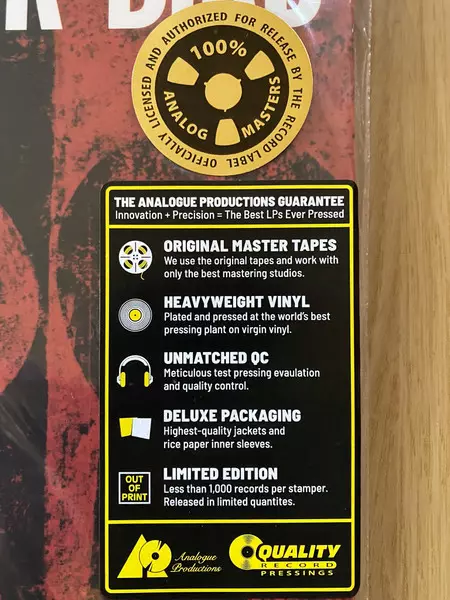 OFFICIALLY LICENSED AND AUTHORIZED FOR RELEASE BY THE RECORD LABEL
100%
ANALOG MASTERS
THE ANALOGUE PRODUCTIONS GUARANTEE
Innovation + Precision = The Best LPs Ever Pressed
ORIGINAL MASTER TAPES
We use the original tapes and work with
only the best mastering studios.
HEAVYWEIGHT VINYL
Plated and pressed at the world's best
pressing plant on virgin vinyl.
UNMATCHED QC
Meticulous test pressing evaulation
and quality control.
DELUXE PACKAGING
Highest-quality jackets and
rice paper inner sleeves.
OUT
OF
PRINT
LIMITED EDITION
Less than 1,000 records per stamper.
Released in limited quantites.
Analogue
Productions
QUALITY
RECORD
PRESSINGS